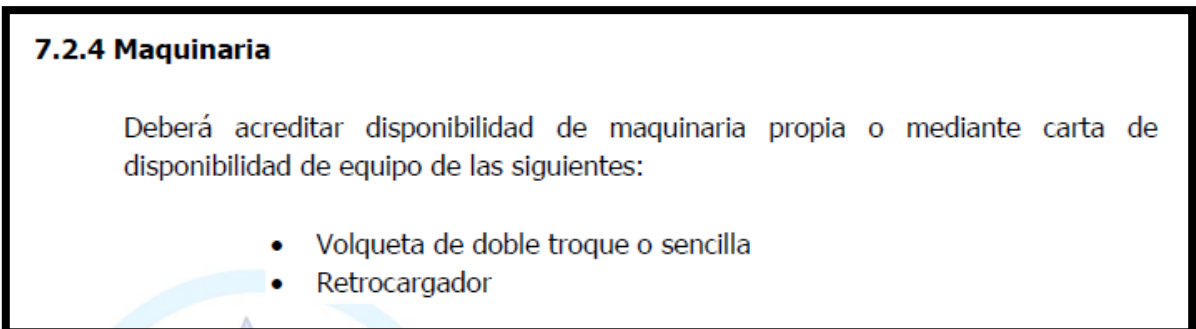 7.2.4 Maquinaria
Deberá acreditar disponibilidad de maquinaria propia o mediante carta de
disponibilidad de equipo de las siguientes:
• Volqueta de doble troque o sencilla
• Retrocargador